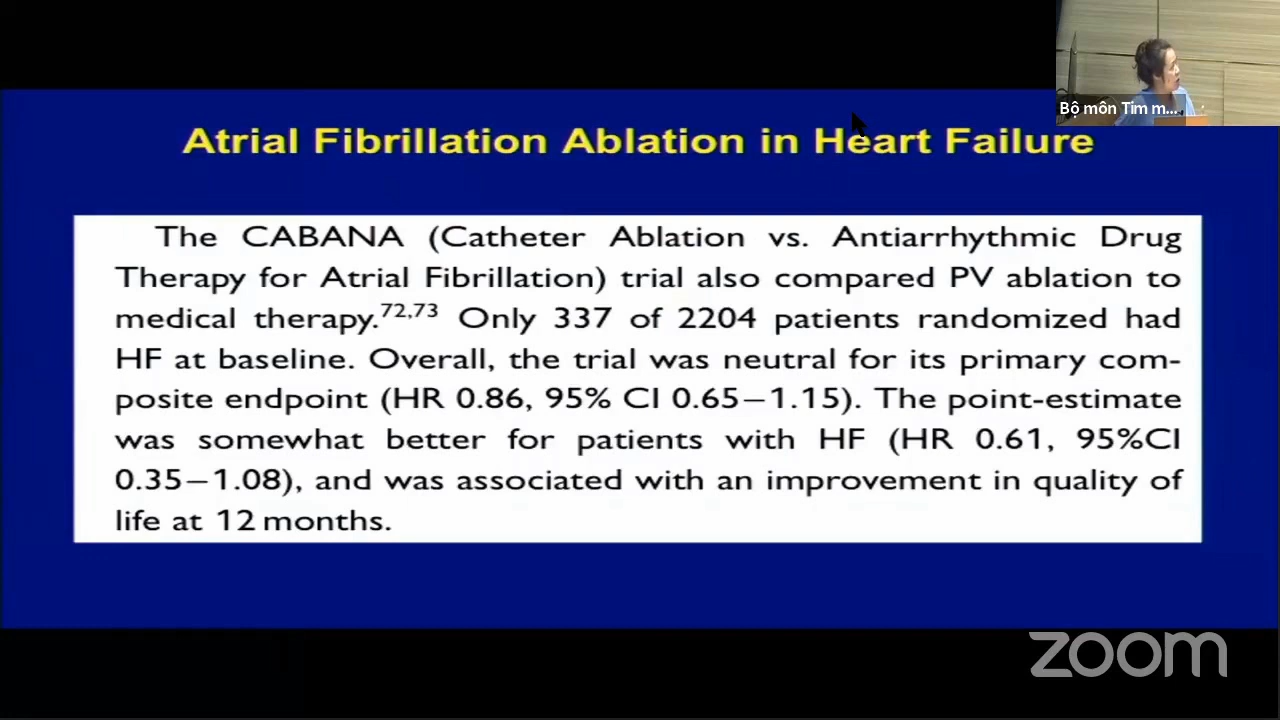 Bộ môn Tim m...
Atrial Fibrillation Ablation in Heart Failure
The CABANA (Catheter Ablation vs. Antiarrhythmic Drug
Therapy for Atrial Fibrillation) trial also compared PV ablation to
medical therapy.72,73 Only 337 of 2204 patients randomized had
HF at baseline. Overall, the trial was neutral for its primary com-
posite endpoint (HR 0.86, 95% CI 0.65–1.15). The point-estimate
was somewhat better for patients with HF (HR 0.61, 95%CI
0.35–1.08), and was associated with an improvement in quality of
life at 12 months.
zoom